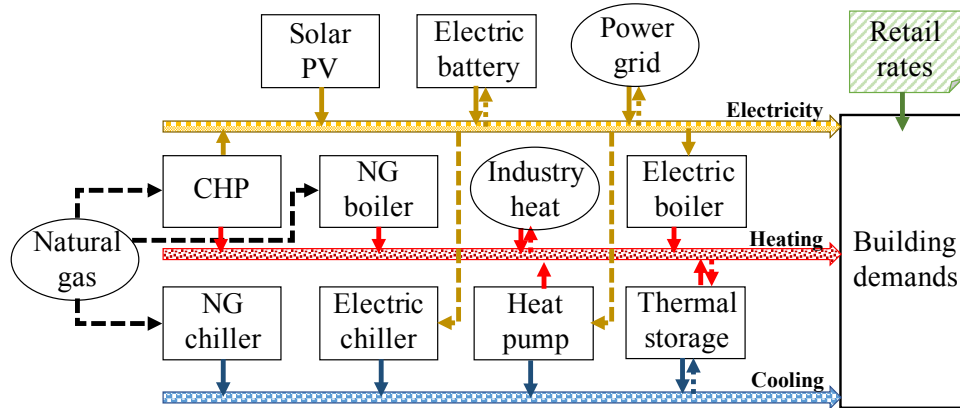 Solar
PV
Electric
battery
Power
grid
Retail
rates
Electricity
CHP
NG
boiler
Industry
heat
Electric
boiler
Natural
gas
Heating
Building
demands
NG
chiller
Electric
chiller
Heat
pump
Thermal
storage
Cooling